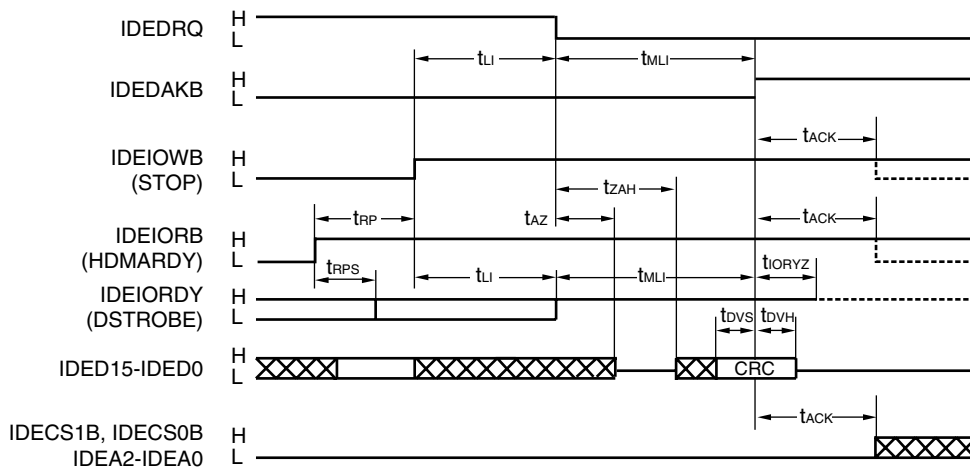 IDEDRQ
H
L
tLI
tMLI
IDEDAKB
H
L
tACK
IDEIOWB
(STOP)
H
L
tZAH
tRP
tAZ
tACK
IDEIORB
(HDMARDY)
H
L
tRPS
tLI
tMLI
tIORYZ
IDEIORDY
(DSTROBE)
H
L
tDVS
tDVH
IDED15-IDED0
H
L
CRC
tACK
IDECS1B, IDECS0B
IDEA2-IDEA0
H
L